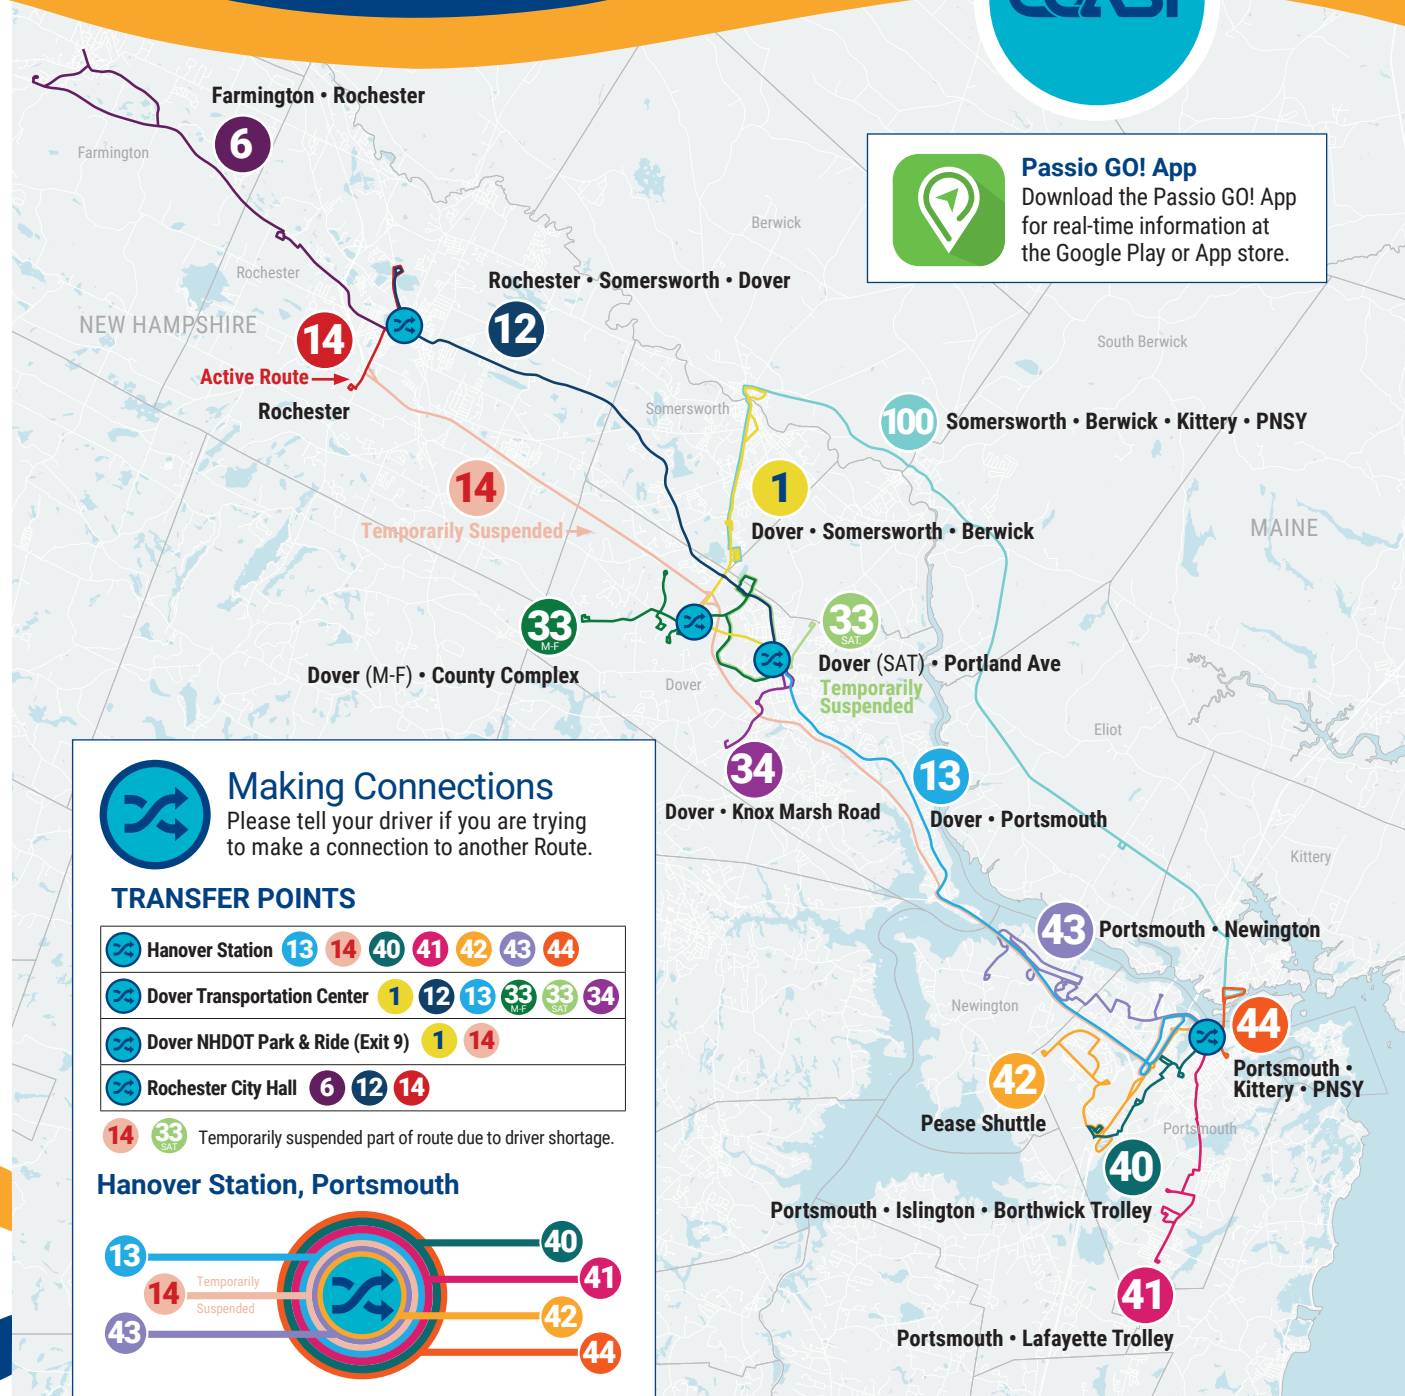 COAST
Farmington • Rochester
6
Farmington
Passio GO! App
Download the Passio GO! App
for real-time information at
the Google Play or App store.
Berwick
Rochester
Rochester • Somersworth • Dover
12
NEW HAMPSHIRE
14
Active Route
Rochester
South Berwick
Somersworth
100
Somersworth • Berwick • Kittery • PNSY
14
Temporarily Suspended
1
Dover • Somersworth • Berwick
MAINE
33
M-F
Dover (M-F) • County Complex
33
SAT.
Dover (SAT) • Portland Ave
Temporarily
Suspended
Dover
Eliot
34
Dover • Knox Marsh Road
13
Dover • Portsmouth
Kittery
43
Portsmouth • Newington
Newington
44
Portsmouth •
Kittery • PNSY
42
Pease Shuttle
Portsmouth
40
Portsmouth • Islington • Borthwick Trolley
41
Portsmouth • Lafayette Trolley
Making Connections
Please tell your driver if you are trying
to make a connection to another Route.
TRANSFER POINTS
Hanover Station 13 14 40 41 42 43 44
Dover Transportation Center 1 12 13 33 M-F 33 SAT 34
Dover NHDOT Park & Ride (Exit 9) 1 14
Rochester City Hall 6 12 14
14 33 SAT Temporarily suspended part of route due to driver shortage.
Hanover Station, Portsmouth
13
14
Temporarily
Suspended
43
40
41
42
44